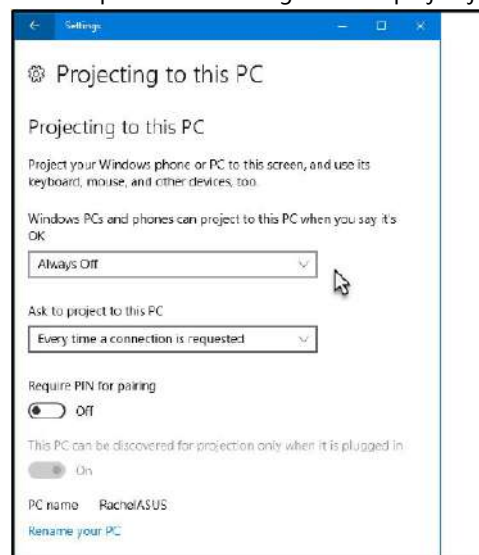 Settings
Projecting to this PC
Projecting to this PC
Project your Windows phone or PC to this screen, and use its
keyboard, mouse, and other devices, too.
Windows PCs and phones can project to this PC when you say it's
OK
Always Off
Ask to project to this PC
Every time a connection is requested
Require PIN for pairing
Off
This PC can be discovered for projection only when it is plugged in
On
PC name RachelASUS
Rename your PC